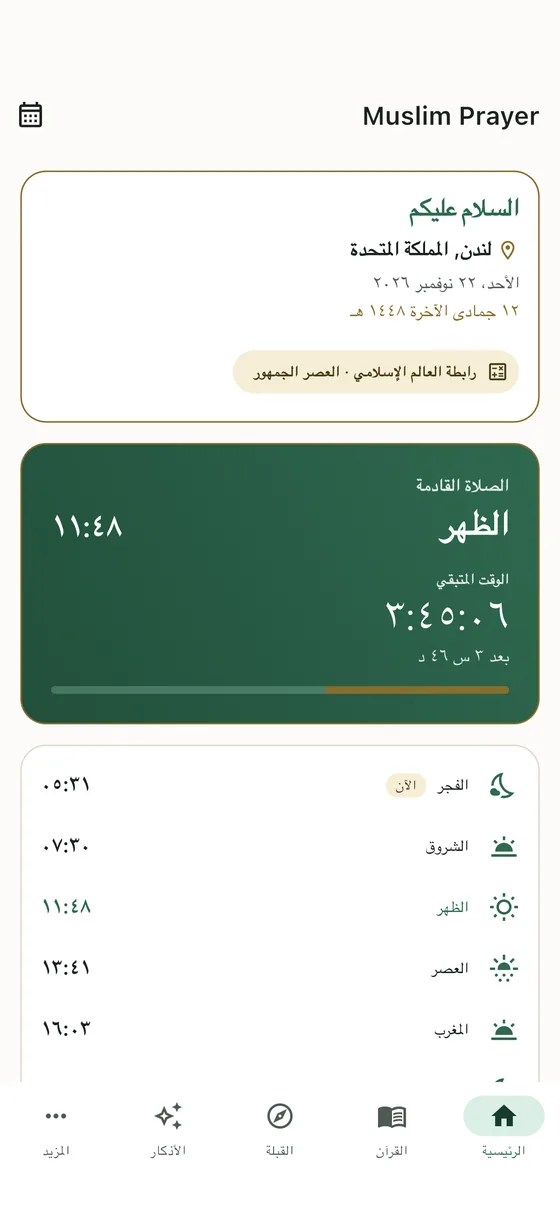 Muslim Prayer
السلام عليكم
لندن, المملكة المتحدة
الأحد، ٢٢ نوفمبر ٢٠٢٦
١٢ جمادى الآخرة ١٤٤٨ هـ
رابطة العالم الإسلامي · العصر الجمهور
الصلاة القادمة
الظهر ١١:٤٨
الوقت المتبقي
٣:٤٥:٠٦
بعد ٣ س ٤٦ د
الفجر الآن ٠٥:٣١
الشروق ٠٧:٣٠
الظهر ١١:٤٨
العصر ١٣:٤١
المغرب ١٦:٠٣
الرئيسية القرآن القبلة الأذكار المزيد